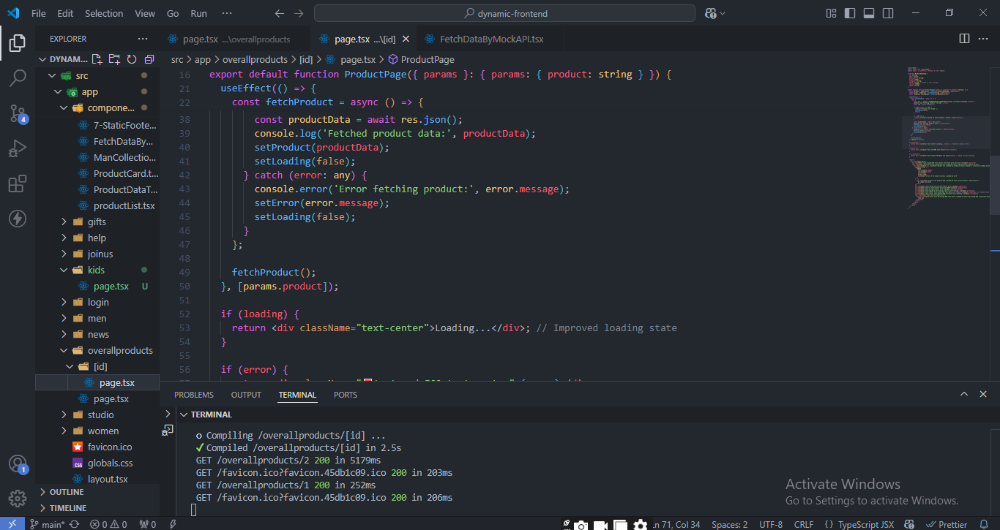 File Edit Selection View Go Run ··· dynamic-frontend
EXPLORER ···
page.tsx ...\overallproducts page.tsx ...\[id] FetchDataByMockAPI.tsx
DYNAM...
src > app > overallproducts > [id] > page.tsx > ProductPage
src
app
compone...
7-StaticFoote...
FetchDataBy...
ManCollectio...
ProductCard.t...
ProductDataT...
productList.tsx
gifts
help
joinus
kids
page.tsx U
login
men
news
overallproducts
[id]
page.tsx
page.tsx
studio
women
favicon.ico
globals.css
layout.tsx
OUTLINE
TIMELINE
4
1
16 export default function ProductPage({ params }: { params: { product: string } }) {
21 useEffect(() => {
22 const fetchProduct = async () => {
38 const productData = await res.json();
39 console.log('Fetched product data:', productData);
40 setProduct(productData);
41 setLoading(false);
42 } catch (error: any) {
43 console.error('Error fetching product:', error.message);
44 setError(error.message);
45 setLoading(false);
46 }
47 };
48
49 fetchProduct();
50 }, [params.product]);
51
52 if (loading) {
53 return <div className="text-center">Loading...</div>; // Improved loading state
54 }
55
56 if (error) {
PROBLEMS OUTPUT TERMINAL PORTS
TERMINAL
○ Compiling /overallproducts/[id] ...
✓ Compiled /overallproducts/[id] in 2.5s
GET /overallproducts/2 200 in 5179ms
GET /favicon.ico?favicon.45db1c09.ico 200 in 203ms
GET /overallproducts/1 200 in 252ms
GET /favicon.ico?favicon.45db1c09.ico 200 in 206ms
Activate Windows
Go to Settings to activate Windows.
main* 0 0 0 Ln 71, Col 34 Spaces: 2 UTF-8 CRLF {} TypeScript JSX Prettier